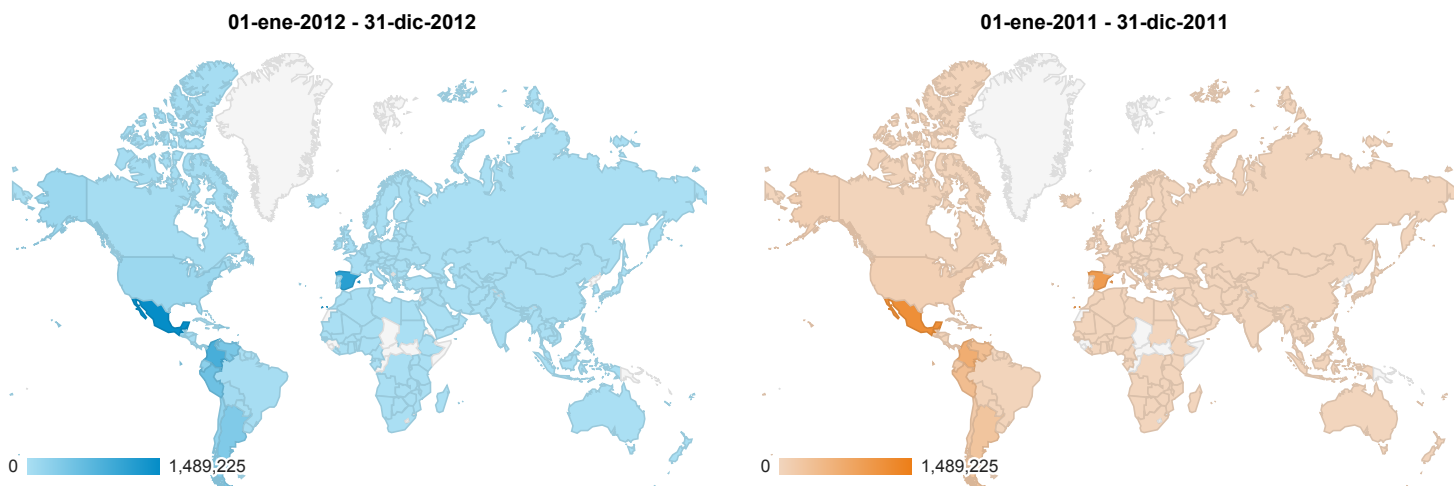 01-ene-2012 - 31-dic-2012
01-ene-2011 - 31-dic-2011
0 1,489,225
0 1,489,225